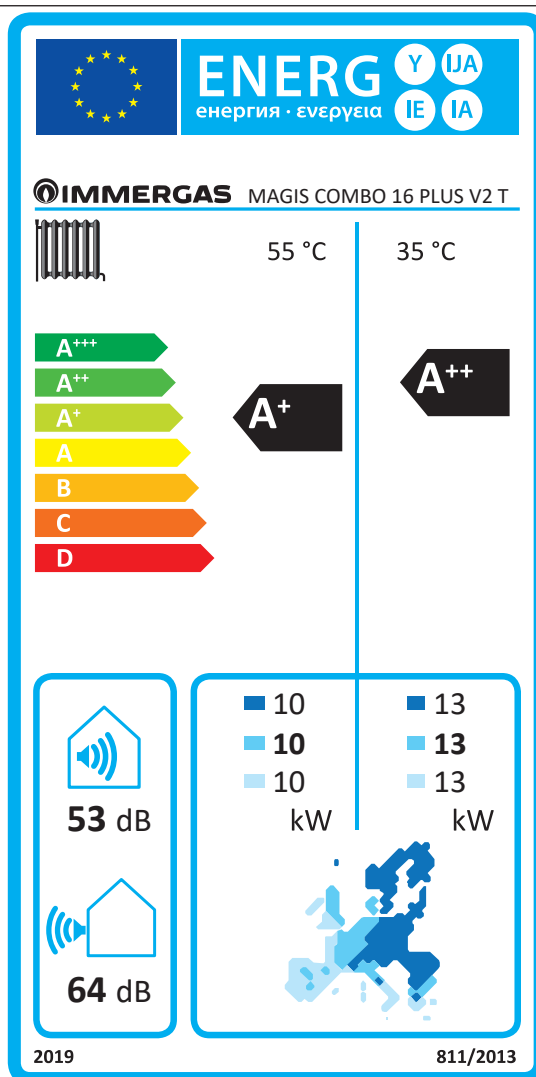 ENERG Y IJA
енергия · ενεργεια IE IA
IMMERGAS MAGIS COMBO 16 PLUS V2 T
55 °C 35 °C
A+++
A++
A+
A
B
C
D
A+
A++
53 dB
64 dB
10 13
10 13
10 13
kW kW
2019 811/2013